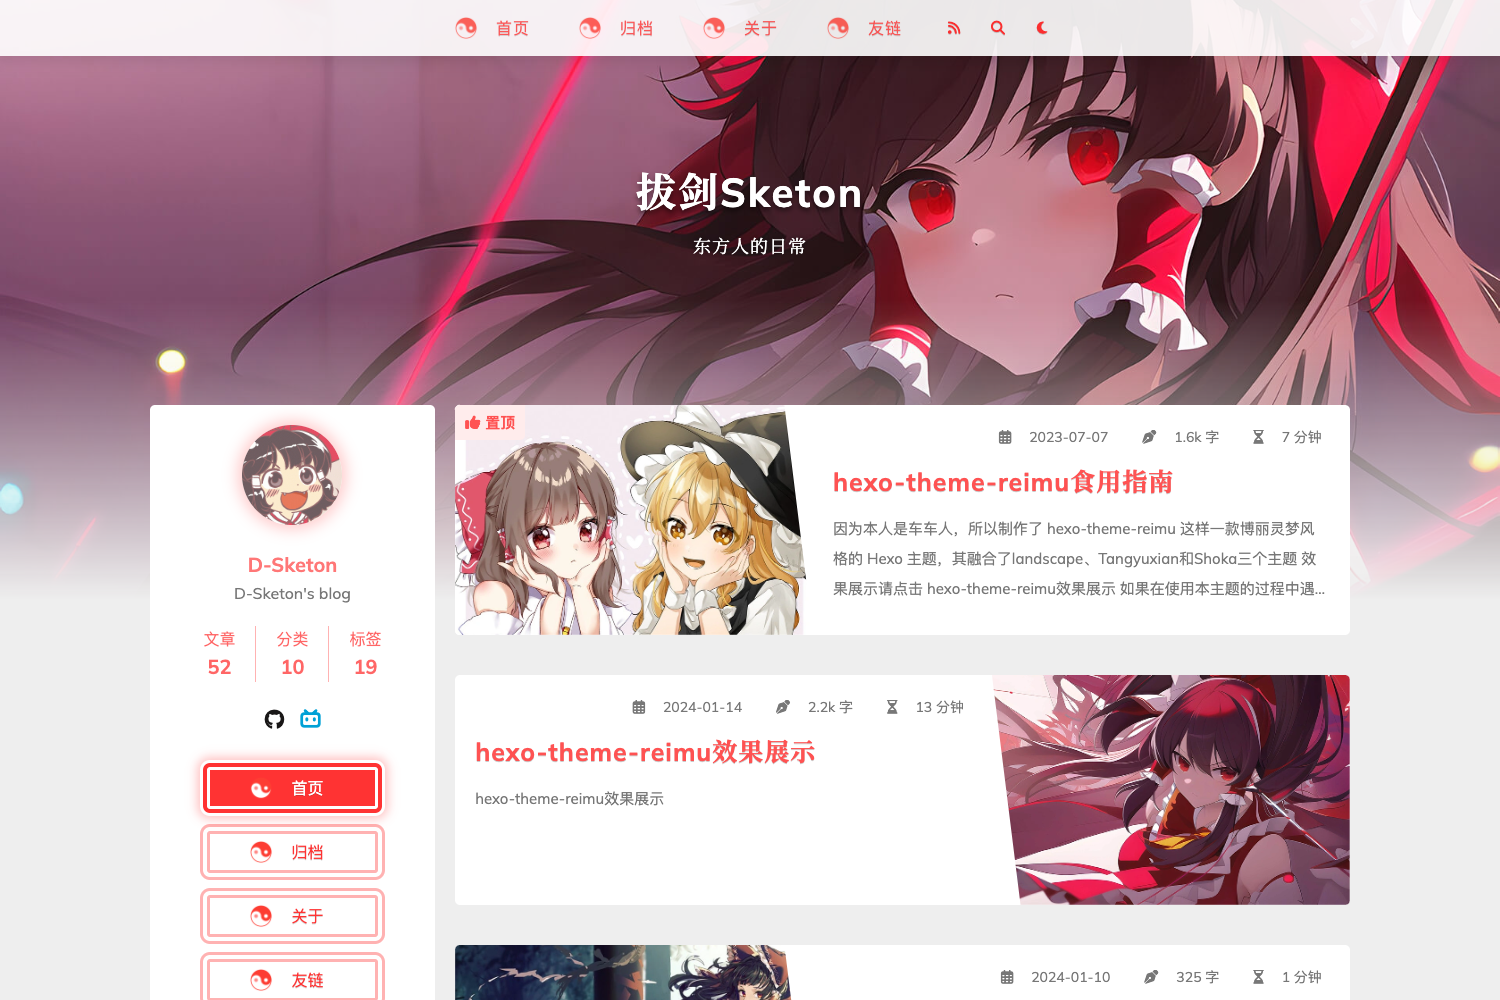 首页 归档 关于 友链
拔剑Sketon
东方人的日常
D-Sketon
D-Sketon's blog
文章 分类 标签
52 10 19
首页
归档
关于
友链
置顶
2023-07-07 1.6k 字 7 分钟
hexo-theme-reimu食用指南
因为本人是车车人，所以制作了 hexo-theme-reimu 这样一款博丽灵梦风
格的 Hexo 主题，其融合了landscape、Tangyuxian和Shoka三个主题 效
果展示请点击 hexo-theme-reimu效果展示 如果在使用本主题的过程中遇...
2024-01-14 2.2k 字 13 分钟
hexo-theme-reimu效果展示
hexo-theme-reimu效果展示
2024-01-10 325 字 1 分钟